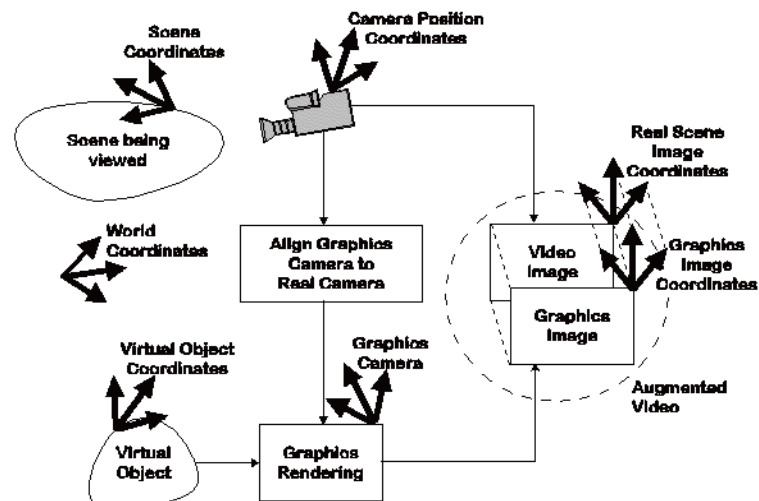 Scene
Coordinates
Camera Position
Coordinates
Scene being
viewed
Real Scene
Image
Coordinates
World
Coordinates
Align Graphics
Camera to
Real Camera
Video
Image
Graphics
Image
Coordinates
Graphics
Image
Virtual Object
Coordinates
Graphics
Camera
Augmented
Video
Virtual
Object
Graphics
Rendering